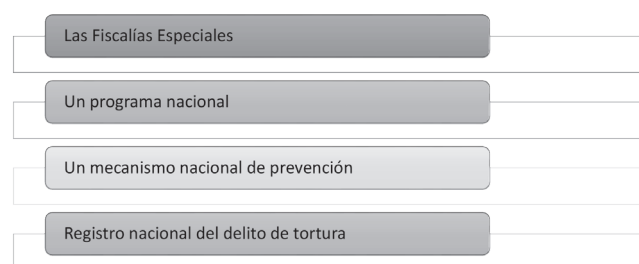 Las Fiscalías Especiales
Un programa nacional
Un mecanismo nacional de prevención
Registro nacional del delito de tortura